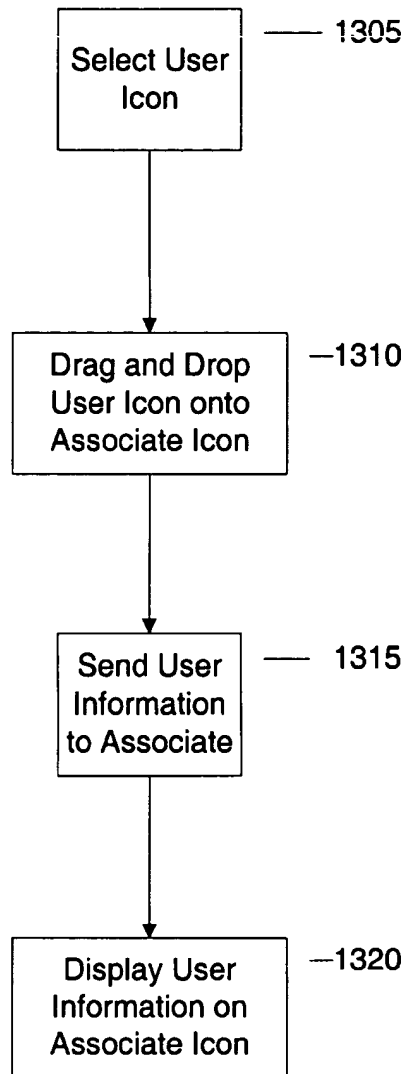 Select User
Icon
1305
Drag and Drop
User Icon onto
Associate Icon
1310
Send User
Information
to Associate
1315
Display User
Information on
Associate Icon
1320